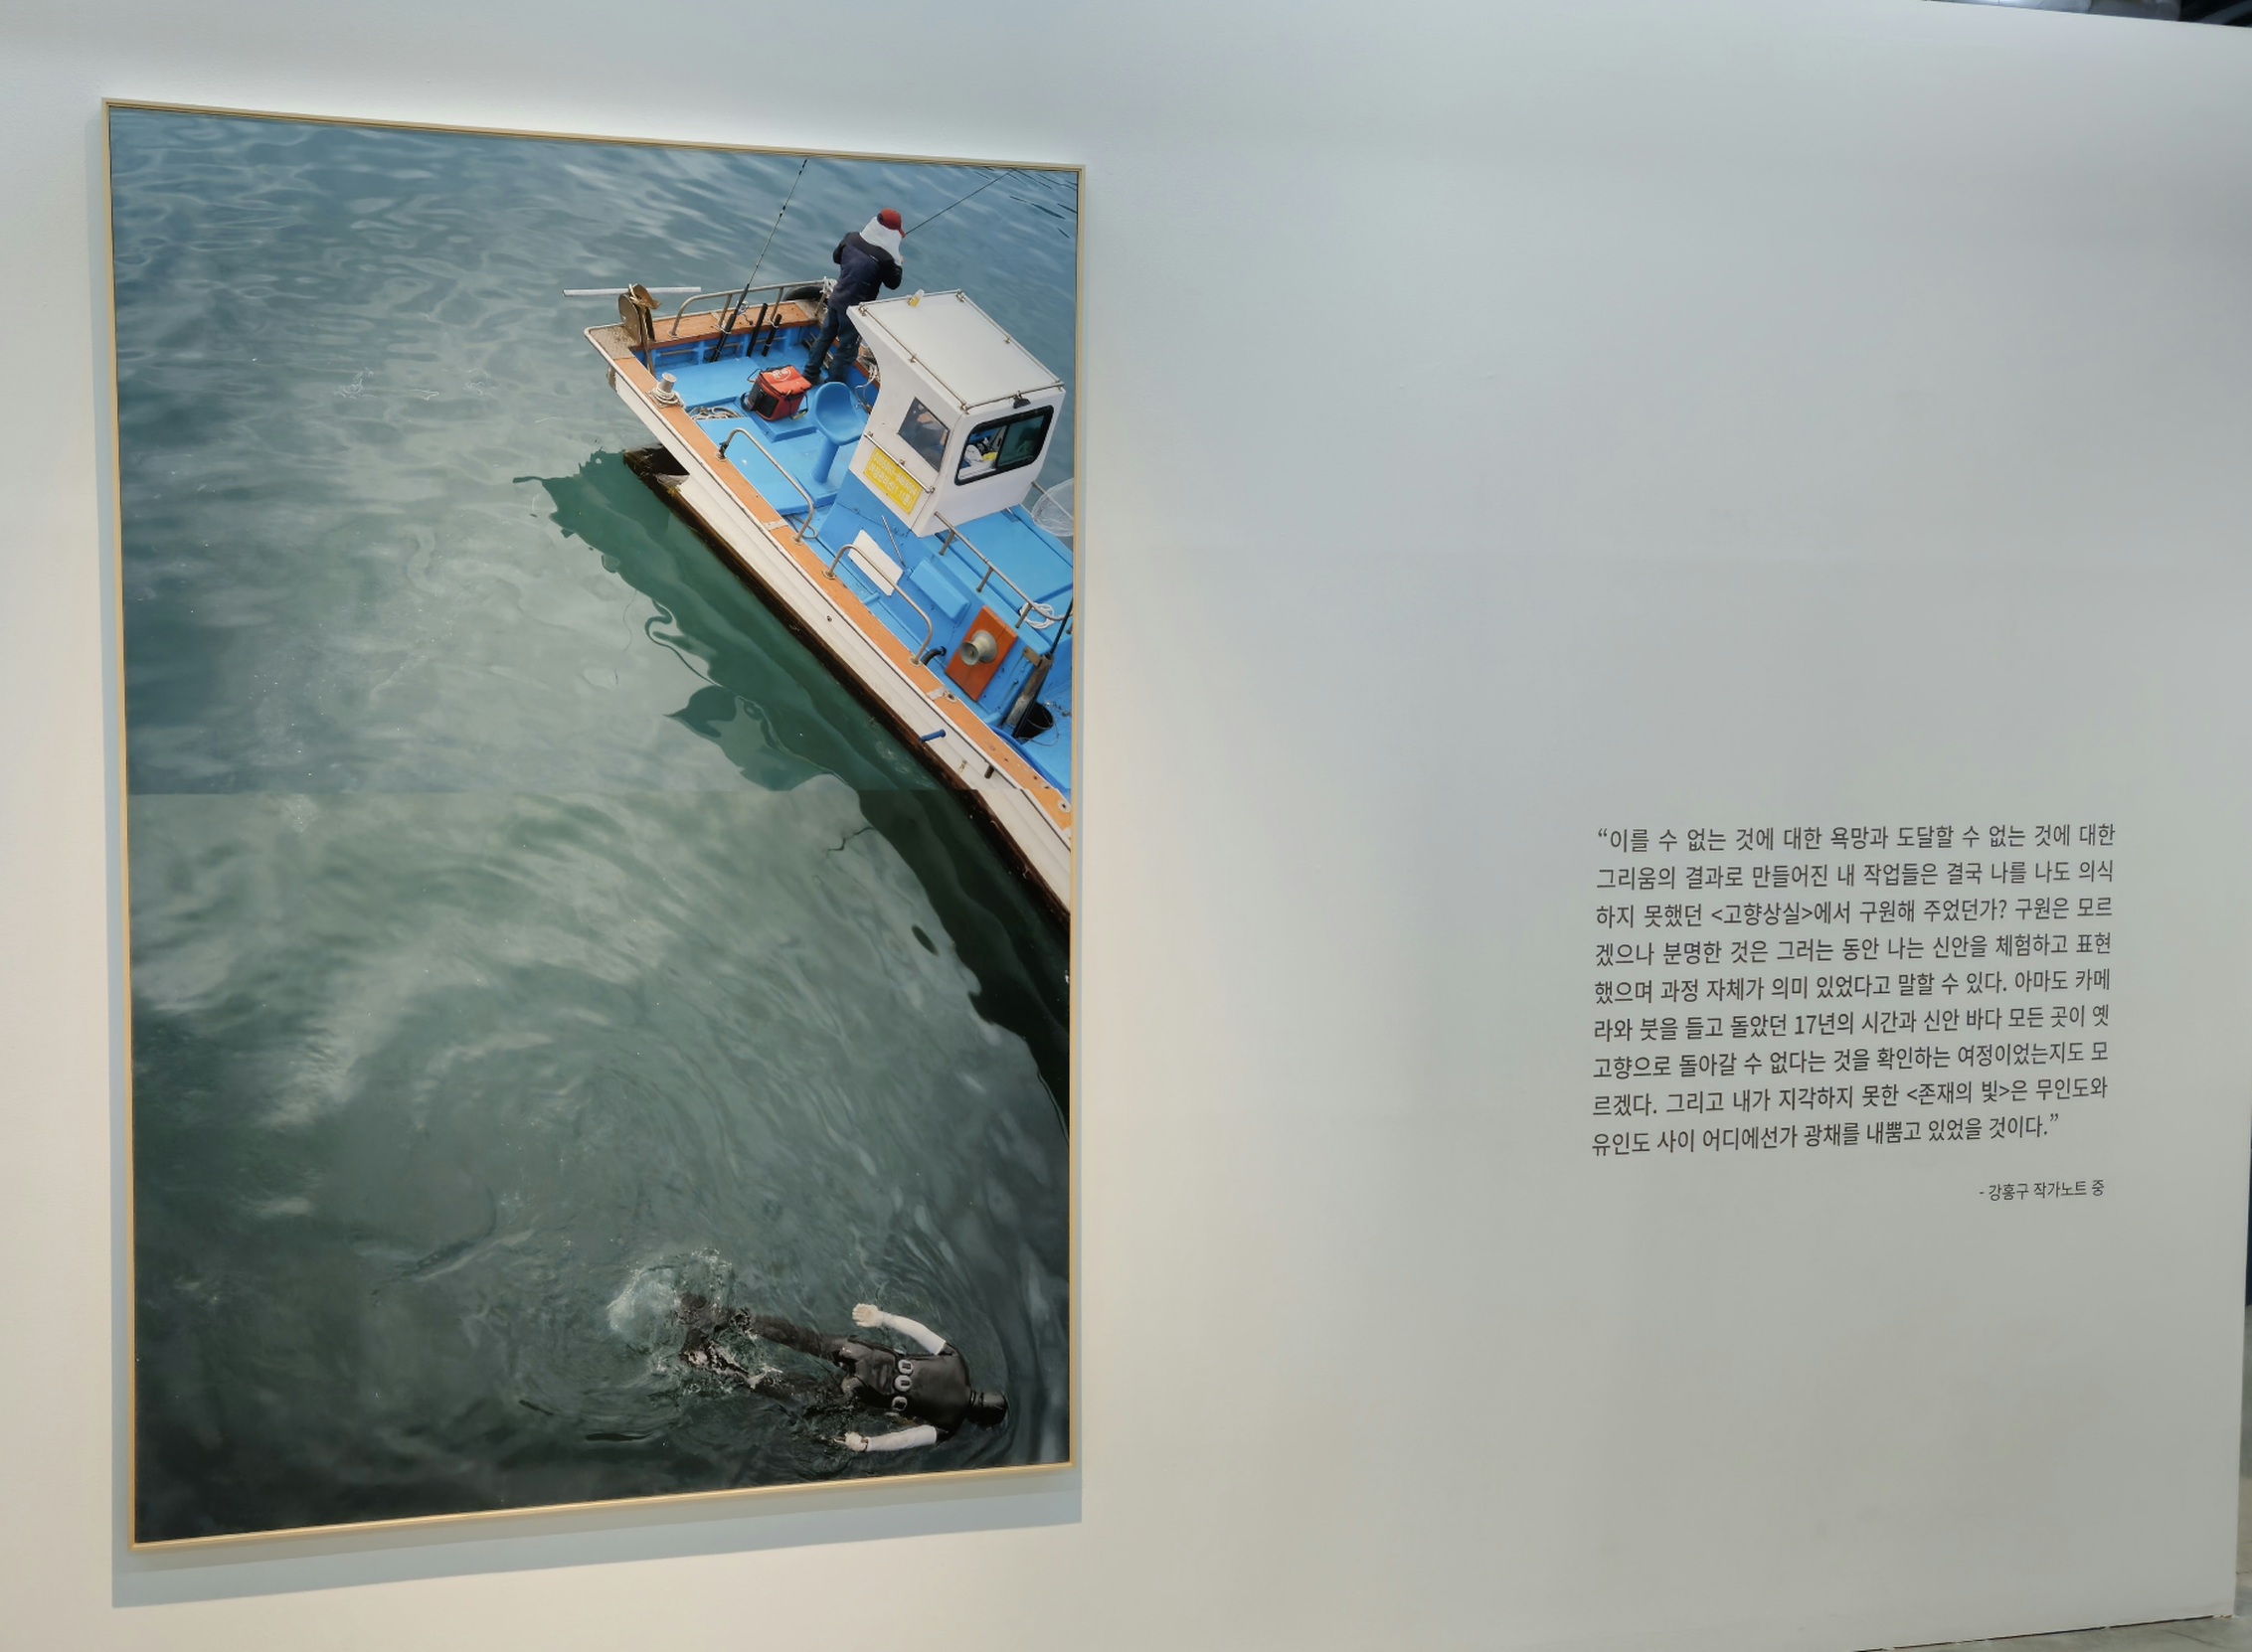 “이를 수 없는 것에 대한 욕망과 도달할 수 없는 것에 대한
그리움의 결과로 만들어진 내 작업들은 결국 나를 나도 의식
하지 못했던 <고향상실>에서 구원해 주었던가? 구원은 모르
겠으나 분명한 것은 그러는 동안 나는 신안을 체험하고 표현
했으며 과정 자체가 의미 있었다고 말할 수 있다. 아마도 카메
라와 붓을 들고 돌았던 17년의 시간과 신안 바다 모든 곳이 옛
고향으로 돌아갈 수 없다는 것을 확인하는 여정이었는지도 모
르겠다. 그리고 내가 지각하지 못한 <존재의 빛>은 무인도와
유인도 사이 어디에선가 광채를 내뿜고 있었을 것이다.”
- 강홍구 작가노트 중